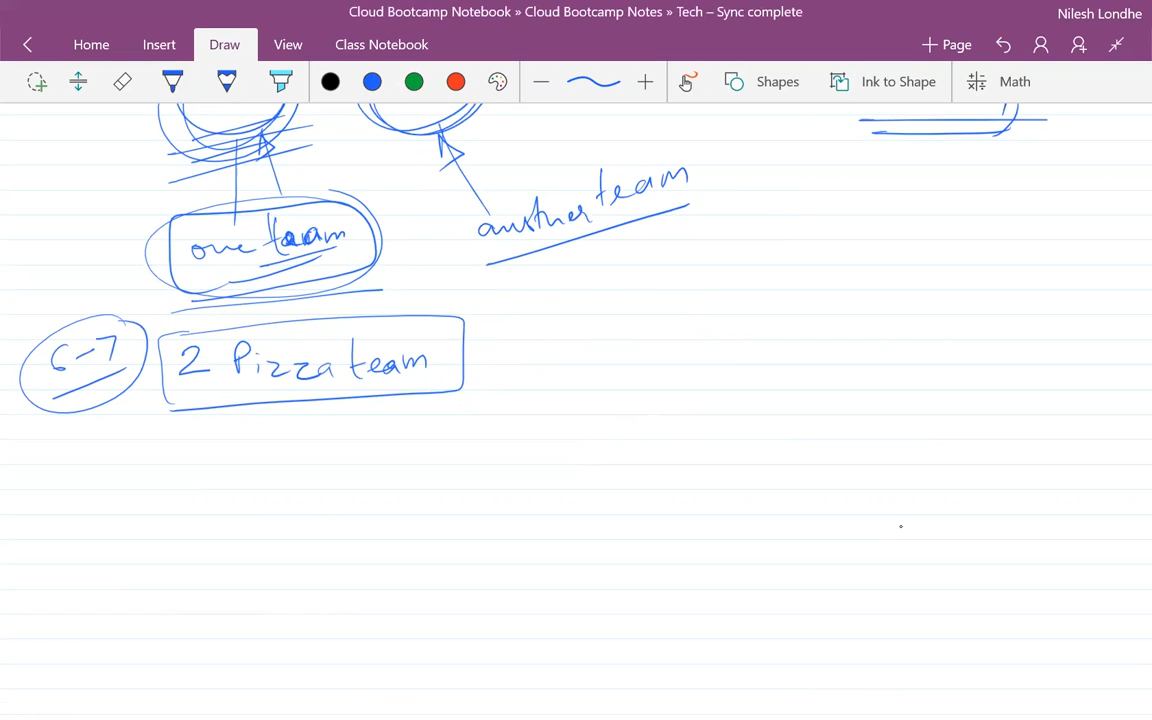 Cloud Bootcamp Notebook » Cloud Bootcamp Notes » Tech – Sync complete
Nilesh Londhe
Home Insert Draw View Class Notebook Page
Shapes Ink to Shape Math
one team
another team
6-7 2 Pizza team